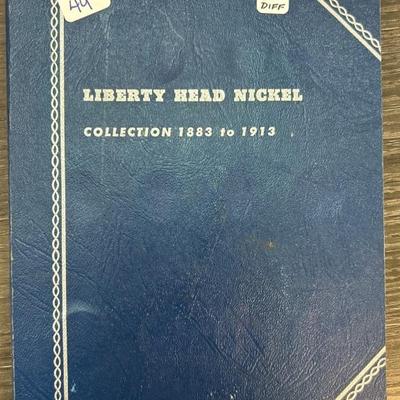 49
DIFF
LIBERTY HEAD NICKEL
COLLECTION 1883 to 1913